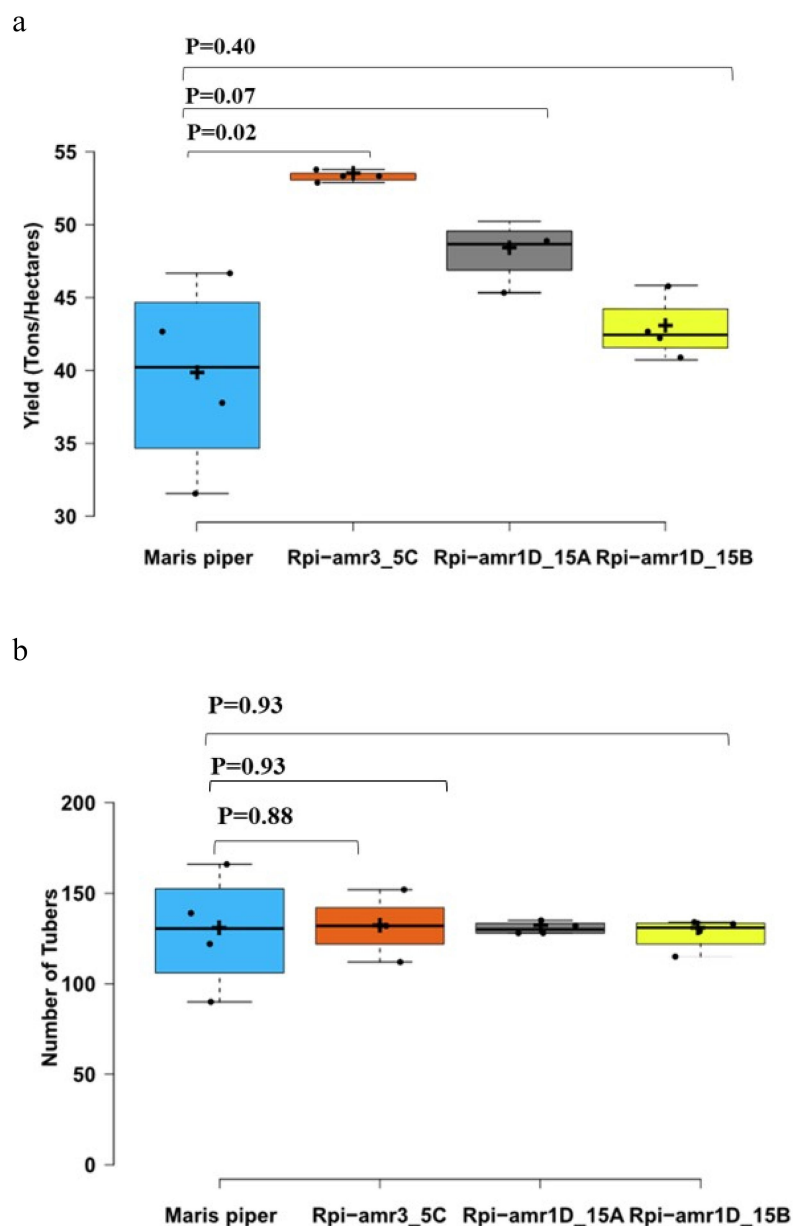 a
P=0.40
P=0.07
P=0.02
55
50
45
40
35
30
Yield (Tons/Hectares)
Maris piper Rpi−amr3_5C Rpi−amr1D_15A Rpi−amr1D_15B
b
P=0.93
P=0.93
P=0.88
200
150
100
50
0
Number of Tubers
Maris piper Rpi−amr3_5C Rpi−amr1D_15A Rpi−amr1D_15B